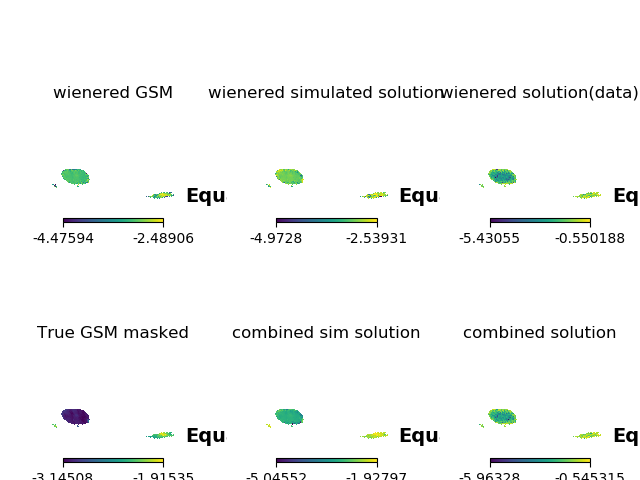 wienered GSM
wienered simulated solution
wienered solution(data)
Equ
Equ
Eq
-4.47594 -2.48906
-4.9728 -2.53931
-5.43055 -0.550188
True GSM masked
combined sim solution
combined solution
Equ
Equ
Eq
-3.14508 -1.91535
-5.04552 -1.92797
-5.96328 -0.545315